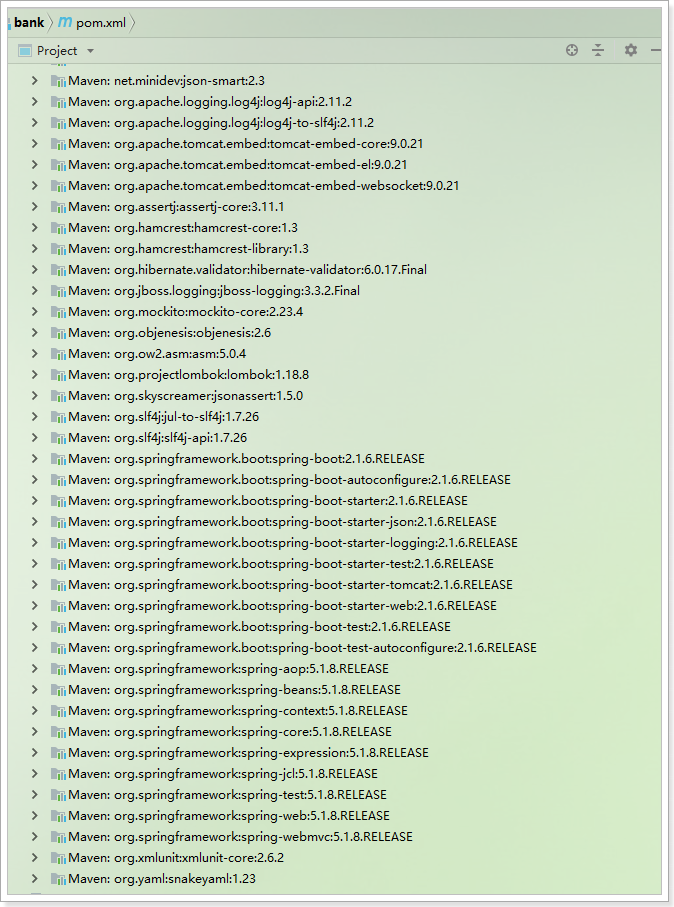 bank m pom.xml
Project
Maven: net.minidev:json-smart:2.3
Maven: org.apache.logging.log4j:log4j-api:2.11.2
Maven: org.apache.logging.log4j:log4j-to-slf4j:2.11.2
Maven: org.apache.tomcat.embed:tomcat-embed-core:9.0.21
Maven: org.apache.tomcat.embed:tomcat-embed-el:9.0.21
Maven: org.apache.tomcat.embed:tomcat-embed-websocket:9.0.21
Maven: org.assertj:assertj-core:3.11.1
Maven: org.hamcrest:hamcrest-core:1.3
Maven: org.hamcrest:hamcrest-library:1.3
Maven: org.hibernate.validator:hibernate-validator:6.0.17.Final
Maven: org.jboss.logging:jboss-logging:3.3.2.Final
Maven: org.mockito:mockito-core:2.23.4
Maven: org.objenesis:objenesis:2.6
Maven: org.ow2.asm:asm:5.0.4
Maven: org.projectlombok:lombok:1.18.8
Maven: org.skyscreamer:jsonassert:1.5.0
Maven: org.slf4j:jul-to-slf4j:1.7.26
Maven: org.slf4j:slf4j-api:1.7.26
Maven: org.springframework.boot:spring-boot:2.1.6.RELEASE
Maven: org.springframework.boot:spring-boot-autoconfigure:2.1.6.RELEASE
Maven: org.springframework.boot:spring-boot-starter:2.1.6.RELEASE
Maven: org.springframework.boot:spring-boot-starter-json:2.1.6.RELEASE
Maven: org.springframework.boot:spring-boot-starter-logging:2.1.6.RELEASE
Maven: org.springframework.boot:spring-boot-starter-test:2.1.6.RELEASE
Maven: org.springframework.boot:spring-boot-starter-tomcat:2.1.6.RELEASE
Maven: org.springframework.boot:spring-boot-starter-web:2.1.6.RELEASE
Maven: org.springframework.boot:spring-boot-test:2.1.6.RELEASE
Maven: org.springframework.boot:spring-boot-test-autoconfigure:2.1.6.RELEASE
Maven: org.springframework:spring-aop:5.1.8.RELEASE
Maven: org.springframework:spring-beans:5.1.8.RELEASE
Maven: org.springframework:spring-context:5.1.8.RELEASE
Maven: org.springframework:spring-core:5.1.8.RELEASE
Maven: org.springframework:spring-expression:5.1.8.RELEASE
Maven: org.springframework:spring-jcl:5.1.8.RELEASE
Maven: org.springframework:spring-test:5.1.8.RELEASE
Maven: org.springframework:spring-web:5.1.8.RELEASE
Maven: org.springframework:spring-webmvc:5.1.8.RELEASE
Maven: org.xmlunit:xmlunit-core:2.6.2
Maven: org.yaml:snakeyaml:1.23